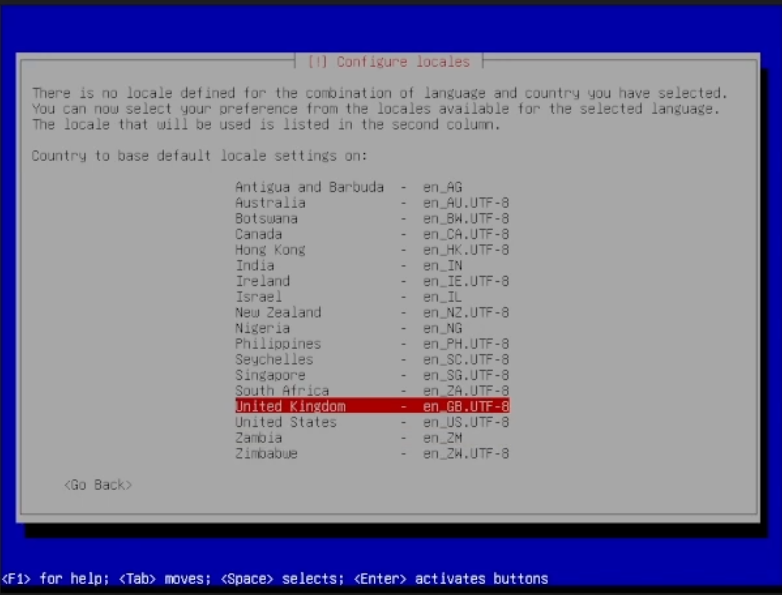 [!] Configure locales
There is no locale defined for the combination of language and country you have selected.
You can now select your preference from the locales available for the selected language.
The locale that will be used is listed in the second column.
Country to base default locale settings on:
Antigua and Barbuda - en_AG
Australia - en_AU.UTF-8
Botswana - en_BW.UTF-8
Canada - en_CA.UTF-8
Hong Kong - en_HK.UTF-8
India - en_IN
Ireland - en_IE.UTF-8
Israel - en_IL
New Zealand - en_NZ.UTF-8
Nigeria - en_NG
Philippines - en_PH.UTF-8
Seychelles - en_SC.UTF-8
Singapore - en_SG.UTF-8
South Africa - en_ZA.UTF-8
United Kingdom - en_GB.UTF-8
United States - en_US.UTF-8
Zambia - en_ZM
Zimbabwe - en_ZW.UTF-8
<Go Back>
<F1> for help; <Tab> moves; <Space> selects; <Enter> activates buttons